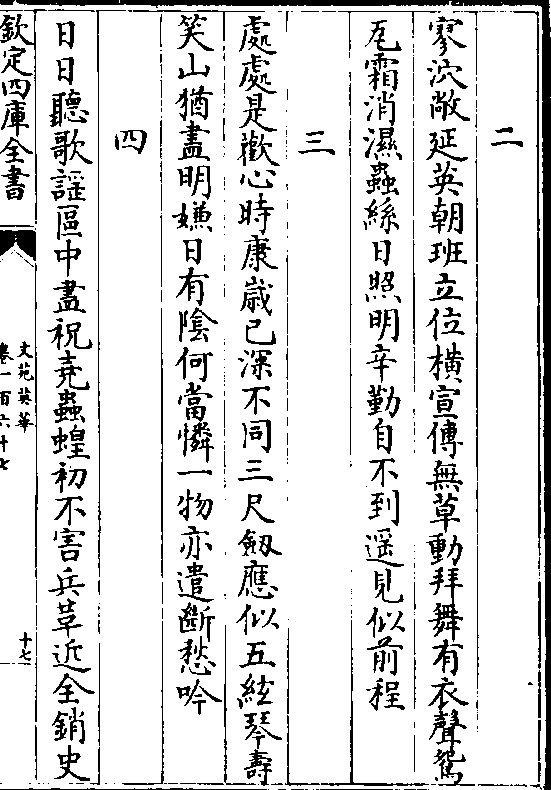 二
寥泬敞延英朝班立位横宣傳無草動拜舞有衣聲鴛
瓦霜消濕蟲絲日照明辛勤自不到遥見似前程
三
處處是歡心時康歳已深不同三尺劔應似五絃琴壽
笑山猶盡明嫌日有隂何當憐一物亦遣斷愁吟
四
日日聽歌謡區中盡祝堯蟲蝗初不害兵革近全銷史
欽定四庫全書
文苑英華
卷一百六十七
十七